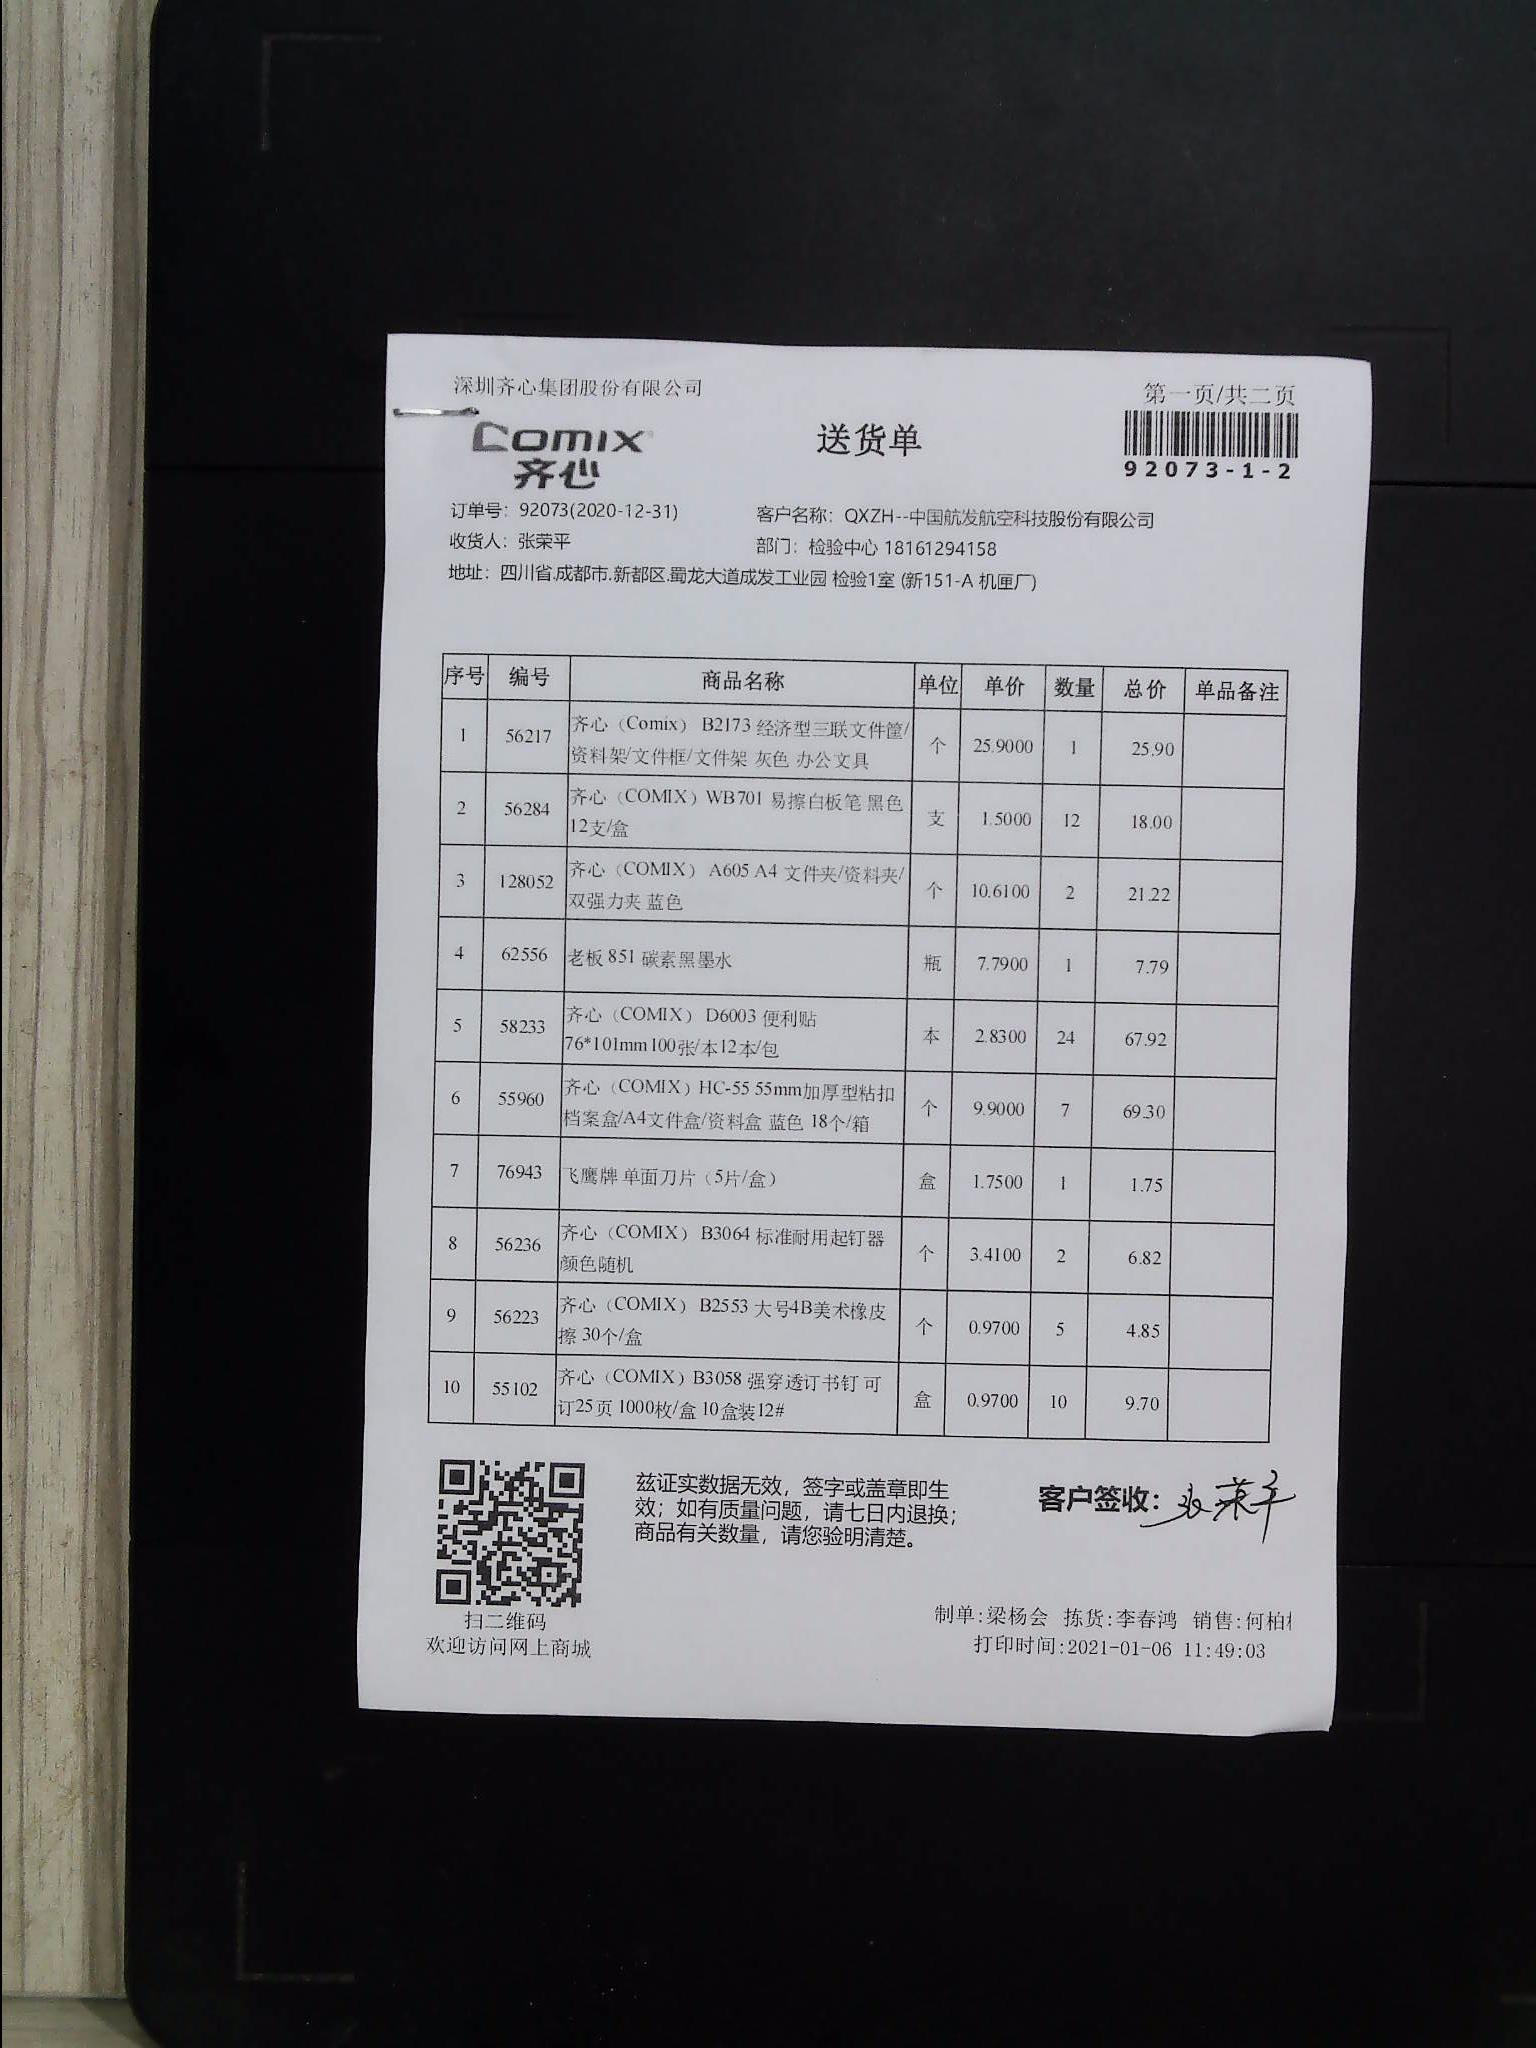 深圳齐心集团股份有限公司
第一页/共二页
comix
齐心
送货单
92073-1-2
订单号：92073(2020-12-31)
客户名称：QXZH--中国航发航空科技股份有限公司
收货人：张荣平
部门：检验中心 18161294158
地址：四川省.成都市.新都区.蜀龙大道成发工业园 检验1室 (新151-A 机匣厂)
序号 编号 商品名称 单位 单价 数量 总价 单品备注
1 56217 齐心（Comix） B2173 经济型三联文件筐/ 个 25.9000 1 25.90
资料架/文件框/文件架 灰色 办公文具
2 56284 齐心（COMIX）WB701 易擦白板笔 黑色 支 1.5000 12 18.00
12支/盒
3 128052 齐心（COMIX） A605 A4 文件夹/资料夹/ 个 10.6100 2 21.22
双强力夹 蓝色
4 62556 老板 851 碳素黑墨水 瓶 7.7900 1 7.79
5 58233 齐心（COMIX） D6003 便利贴 本 2.8300 24 67.92
76*101mm100张/本12本/包
6 55960 齐心（COMIX）HC-55 55mm加厚型粘扣 个 9.9000 7 69.30
档案盒/A4文件盒/资料盒 蓝色 18个/箱
7 76943 飞鹰牌 单面刀片（5片/盒） 盒 1.7500 1 1.75
8 56236 齐心（COMIX） B3064 标准耐用起钉器 个 3.4100 2 6.82
颜色随机
9 56223 齐心（COMIX） B2553 大号4B美术橡皮 个 0.9700 5 4.85
擦 30个/盒
10 55102 齐心（COMIX）B3058 强穿透订书钉 可 盒 0.9700 10 9.70
订25页 1000枚/盒 10盒装12#
兹证实数据无效，签字或盖章即生
效；如有质量问题，请七日内退换；
商品有关数量，请您验明清楚。
客户签收：张荣平
扫二维码
欢迎访问网上商城
制单:梁杨会 拣货:李春鸿 销售:何柏
打印时间:2021-01-06 11:49:03